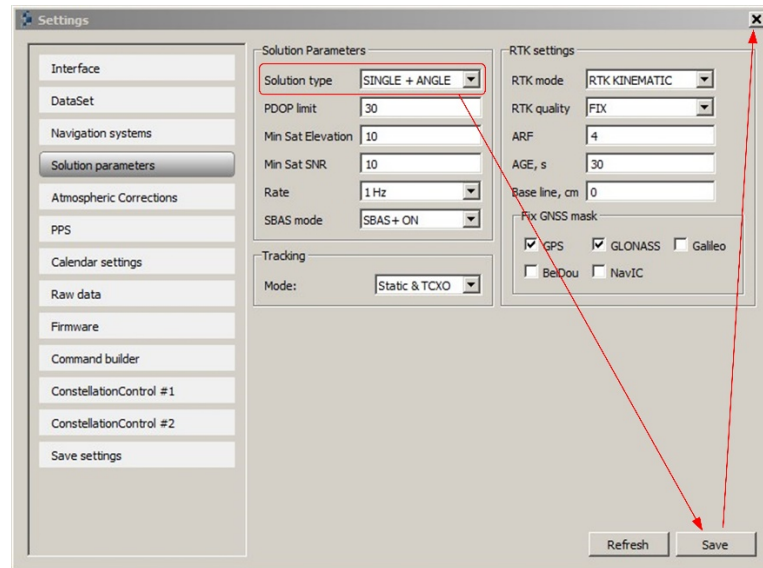 Settings
Interface
DataSet
Navigation systems
Solution parameters
Atmospheric Corrections
PPS
Calendar settings
Raw data
Firmware
Command builder
ConstellationControl #1
ConstellationControl #2
Save settings
Solution Parameters
Solution type SINGLE + ANGLE
PDOP limit 30
Min Sat Elevation 10
Min Sat SNR 10
Rate 1 Hz
SBAS mode SBAS+ ON
Tracking
Mode: Static & TCXO
RTK settings
RTK mode RTK KINEMATIC
RTK quality FIX
ARF 4
AGE, s 30
Base line, cm 0
Fix GNSS mask
GPS GLONASS Galileo
BeiDou NavIC
Refresh Save